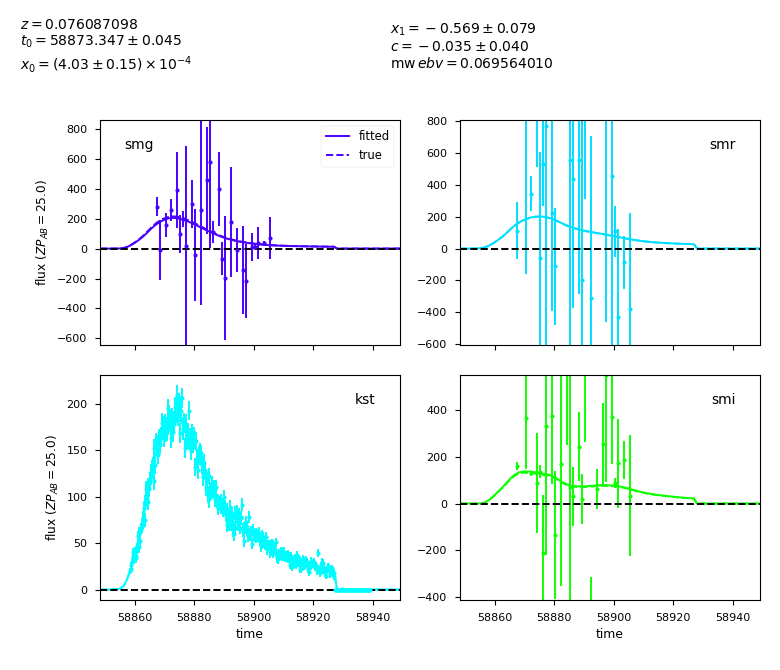 z = 0.076087098
t₀ = 58873.347 ± 0.045
x₀ = (4.03 ± 0.15) × 10⁻⁴
x₁ = −0.569 ± 0.079
c = −0.035 ± 0.040
mw ebv = 0.069564010
smg
fitted
true
flux (ZP_AB = 25.0)
800
600
400
200
0
−200
−400
−600
smr
800
600
400
200
0
−200
−400
−600
kst
flux (ZP_AB = 25.0)
200
150
100
50
0
58860 58880 58900 58920 58940
time
smi
400
200
0
−200
−400
58860 58880 58900 58920 58940
time